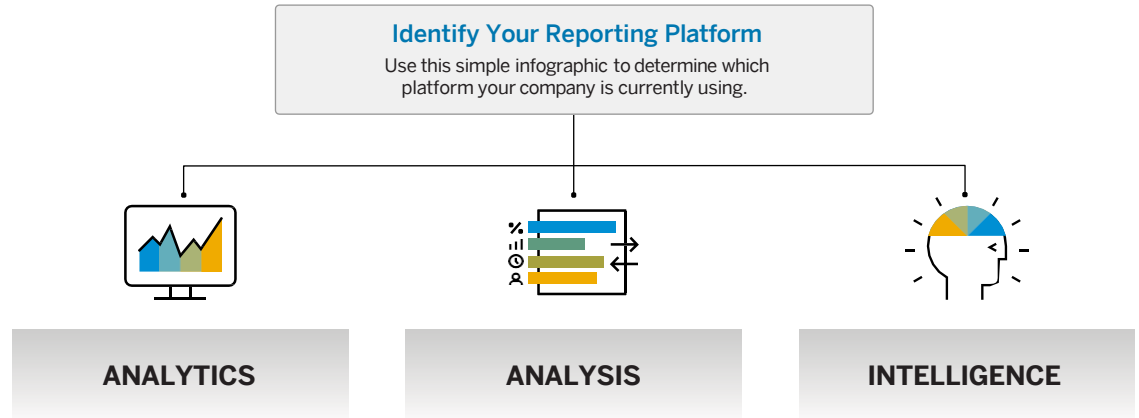 Identify Your Reporting Platform
Use this simple infographic to determine which
platform your company is currently using.
%
ANALYTICS
ANALYSIS
INTELLIGENCE